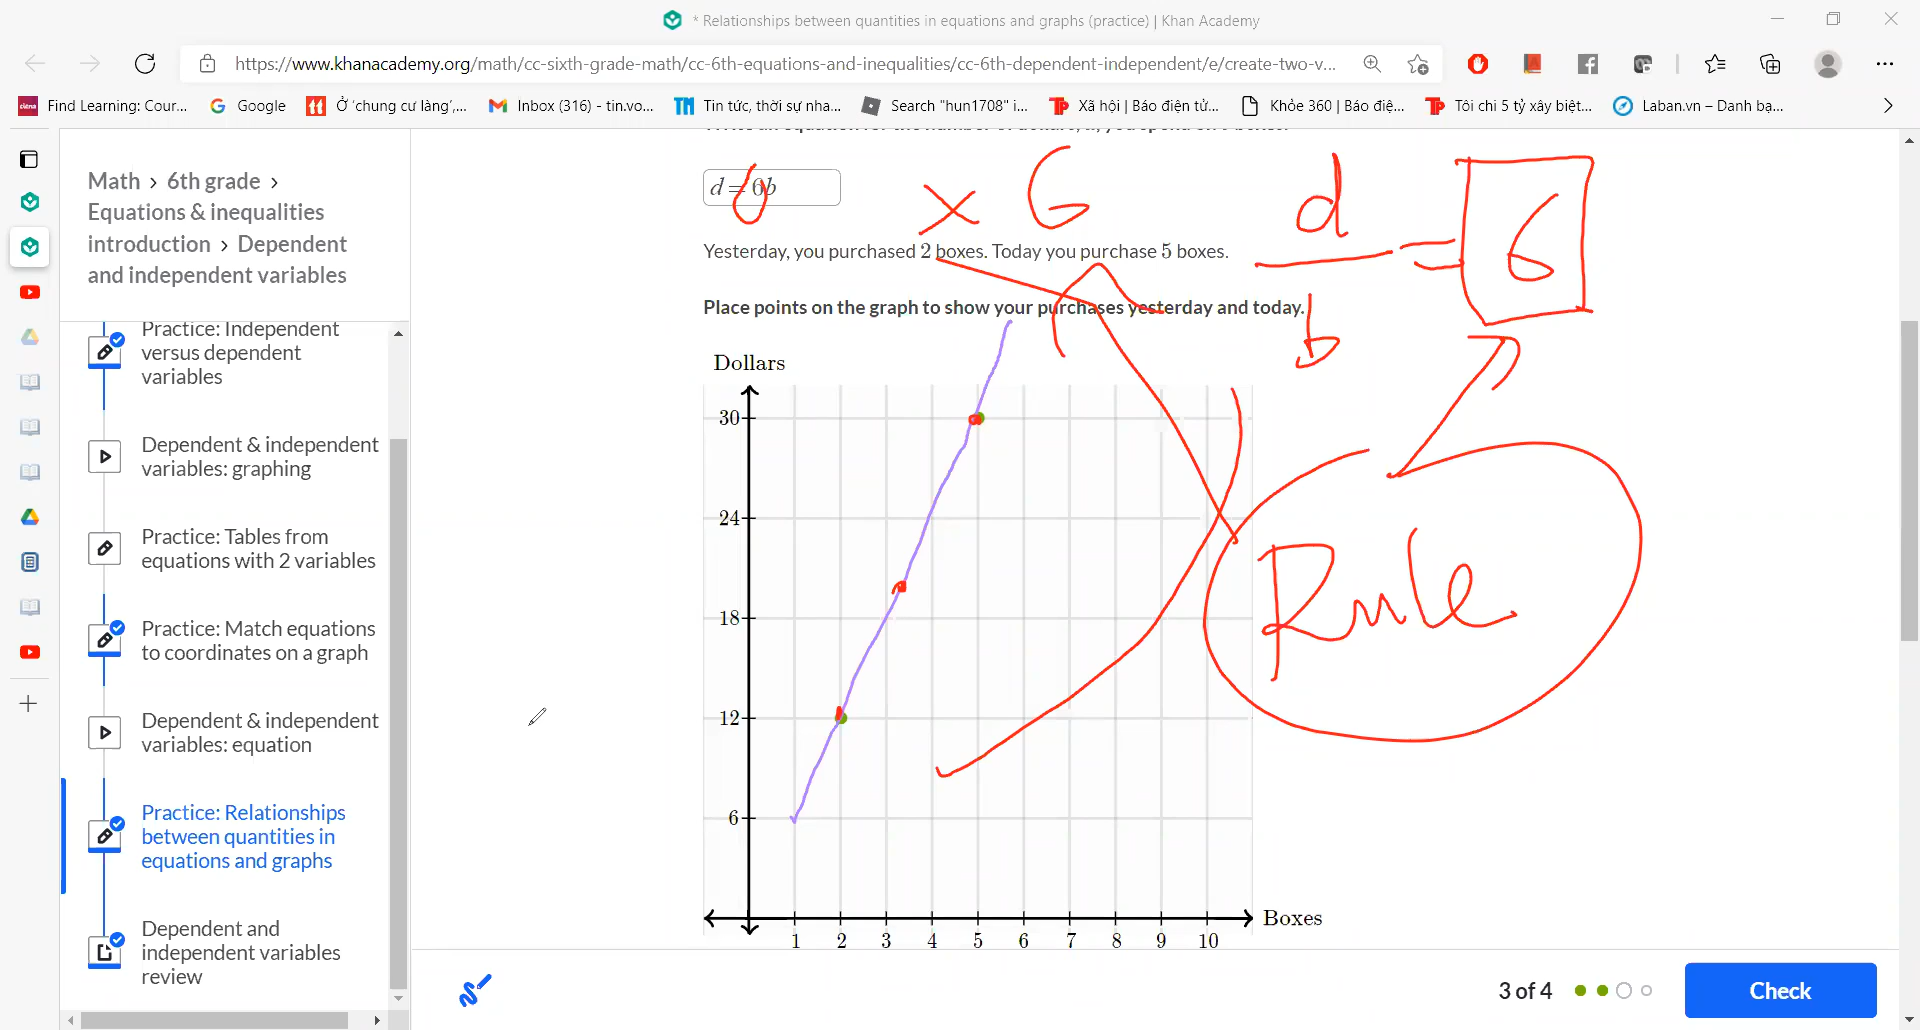 * Relationships between quantities in equations and graphs (practice) | Khan Academy
https://www.khanacademy.org/math/cc-sixth-grade-math/cc-6th-equations-and-inequalities/cc-6th-dependent-independent/e/create-two-v...
Find Learning: Cour...
Google
Ở 'chung cư làng',...
Inbox (316) - tin.vo...
Tin tức, thời sự nha...
Search "hun1708" i...
Xã hội | Báo điện tử...
Khỏe 360 | Báo điệ...
Tôi chi 5 tỷ xây biệt...
Laban.vn – Danh bạ...
Math › 6th grade ›
Equations & inequalities
introduction › Dependent
and independent variables
Practice: Independent
versus dependent
variables
Dependent & independent
variables: graphing
Practice: Tables from
equations with 2 variables
Practice: Match equations
to coordinates on a graph
Dependent & independent
variables: equation
Practice: Relationships
between quantities in
equations and graphs
Dependent and
independent variables
review
d = 6b
x 6
d
b
= 6
Yesterday, you purchased 2 boxes. Today you purchase 5 boxes.
Place points on the graph to show your purchases yesterday and today.
Dollars
30
24
18
12
6
1 2 3 4 5 6 7 8 9 10
Boxes
Rule
3 of 4
Check